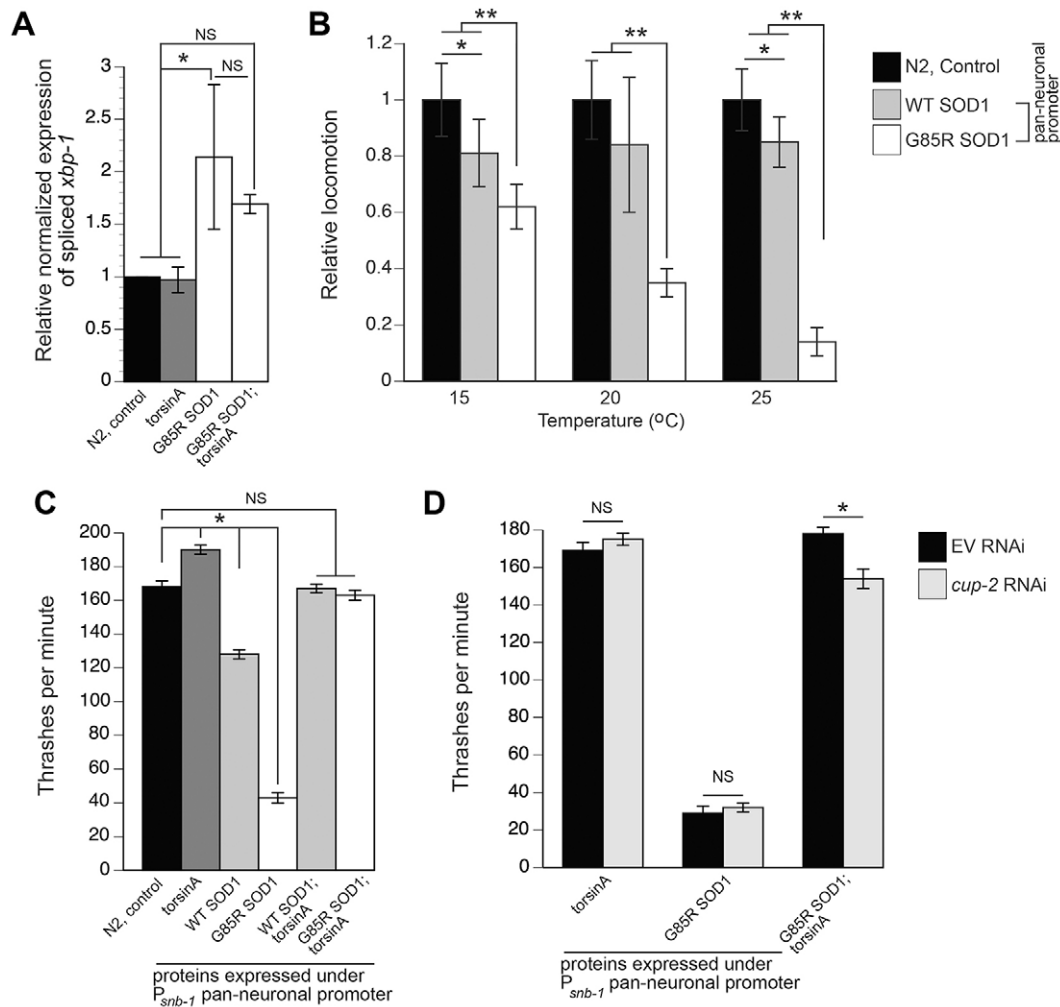 A
NS
*
NS
Relative normalized expression
of spliced xbp-1
3
2.5
2
1.5
1
0.5
0
N2, control
torsinA
G85R SOD1
G85R SOD1;
torsinA
B
**
*
**
**
*
Relative locomotion
1.2
1
0.8
0.6
0.4
0.2
0
15
20
25
Temperature (ºC)
N2, Control
WT SOD1
G85R SOD1
pan-neuronal
promoter
C
NS
*
Thrashes per minute
200
180
160
140
120
100
80
60
40
20
0
N2, control
torsinA
WT SOD1
G85R SOD1
WT SOD1;
torsinA
G85R SOD1;
torsinA
proteins expressed under
Psnb-1 pan-neuronal promoter
D
NS
NS
*
Thrashes per minute
180
160
140
120
100
80
60
40
20
0
torsinA
G85R SOD1
G85R SOD1;
torsinA
proteins expressed under
Psnb-1 pan-neuronal promoter
EV RNAi
cup-2 RNAi